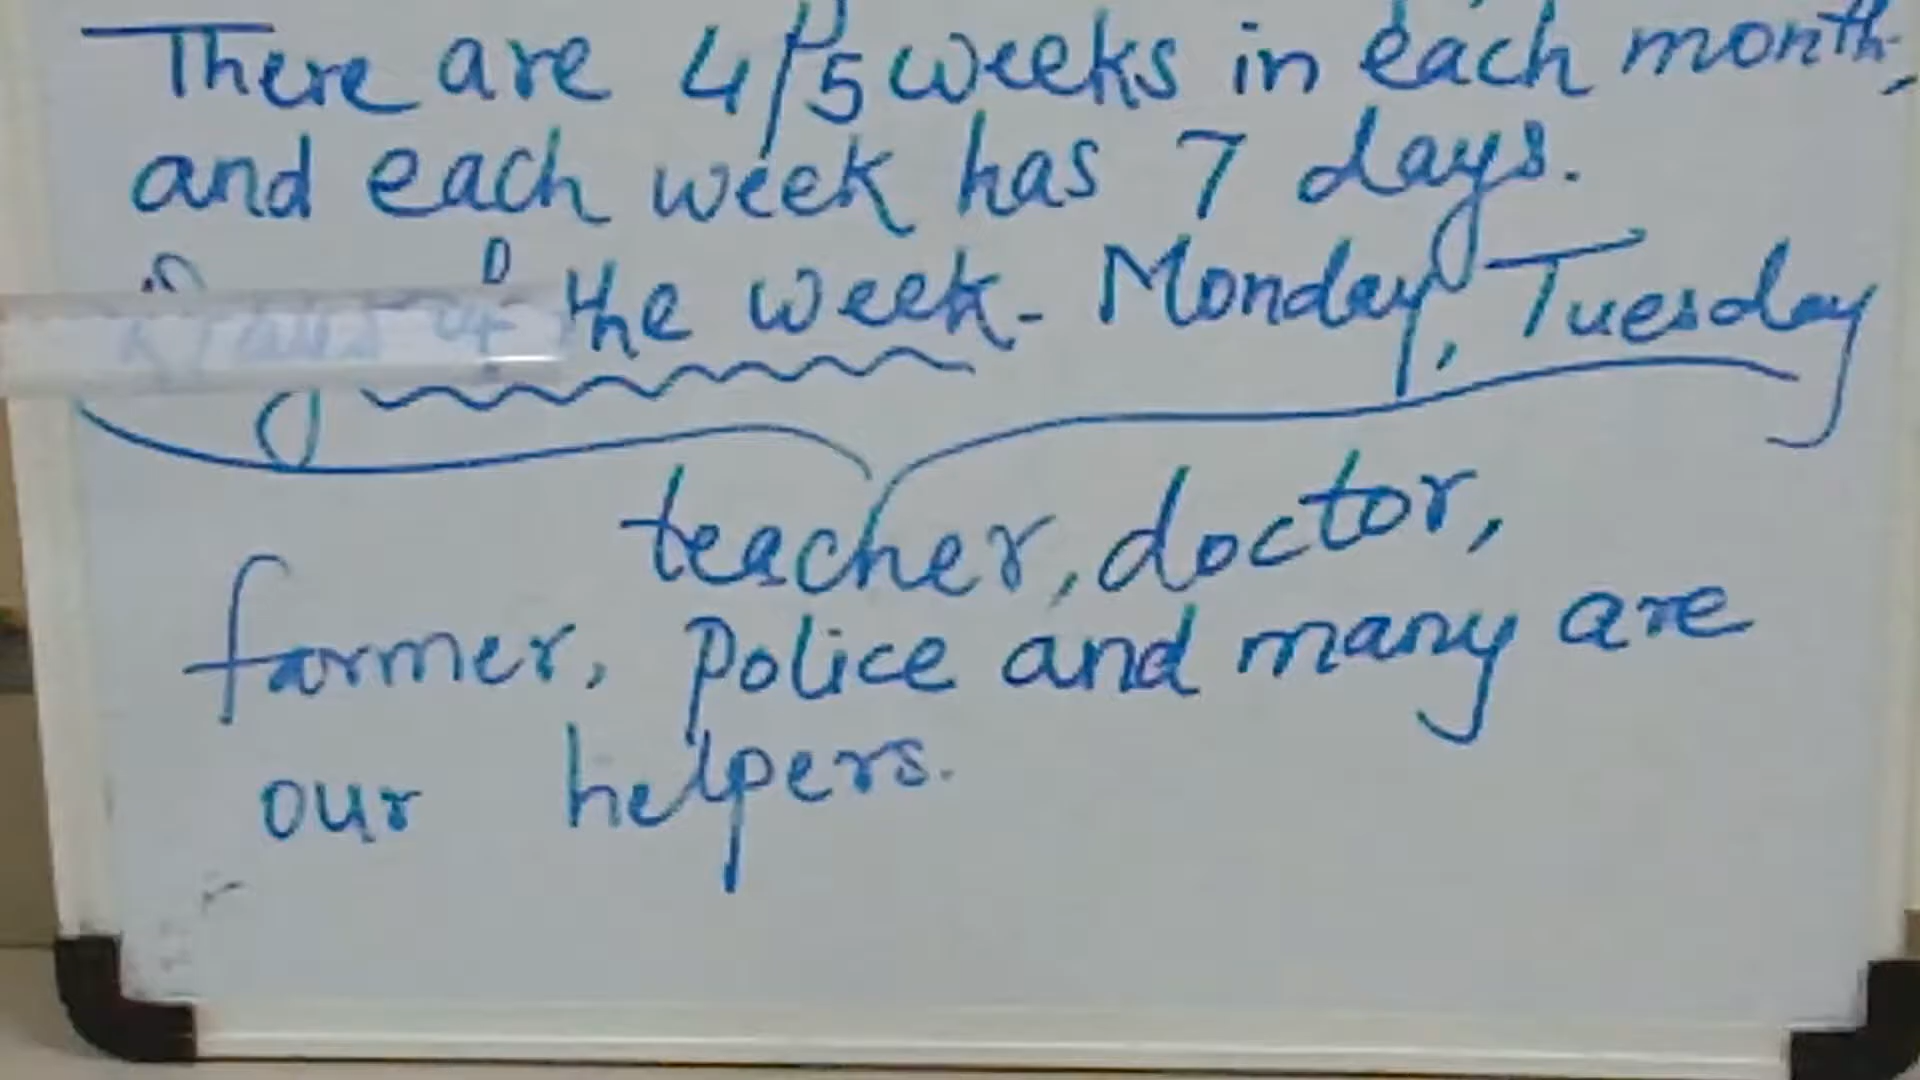 There are 4/5 weeks in each month,
and each week has 7 days.
the week- Monday, Tuesday
teacher, doctor,
farmer, police and many are
our helpers.